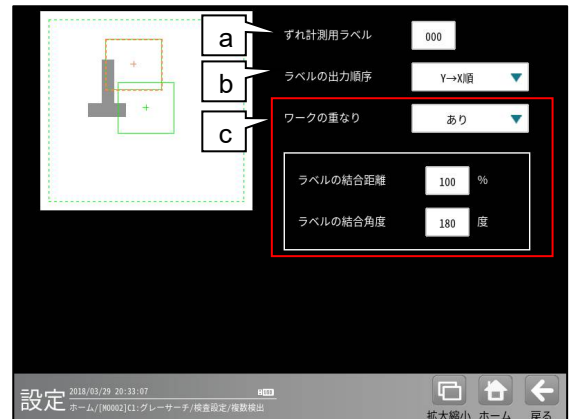 a
ずれ計測用ラベル
000
b
ラベルの出力順序
Y→X順
c
ワークの重なり
あり
ラベルの結合距離
100
%
ラベルの結合角度
180
度
設定
2018/03/29 20:33:07
ホーム/[M0002]C1:グレーサーチ/検査設定/複数検出
拡大縮小
ホーム
戻る